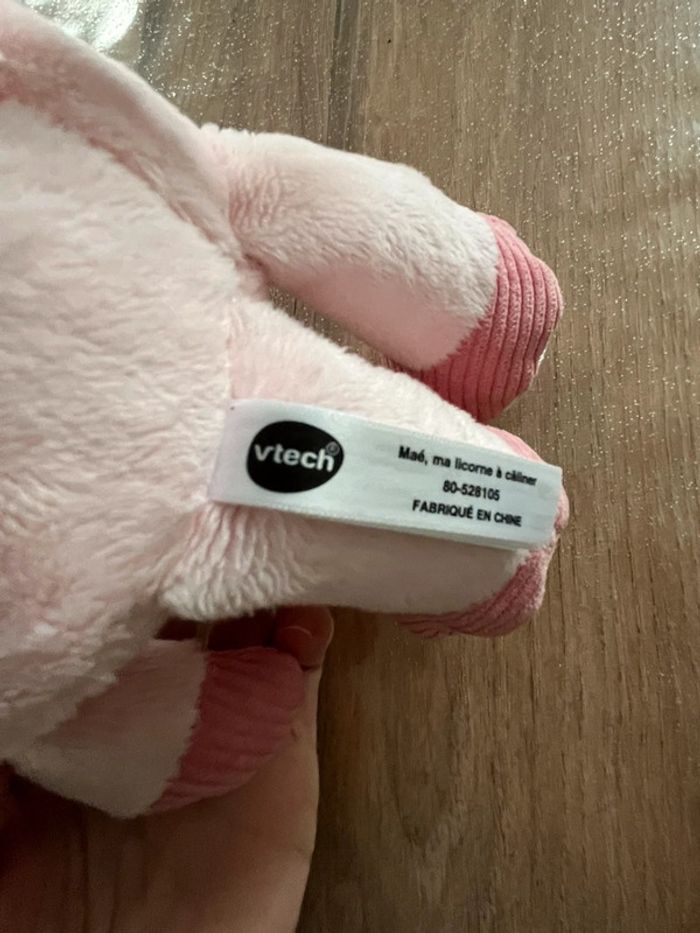 vtech®
Maé, ma licorne à câliner
80-528105
FABRIQUÉ EN CHINE